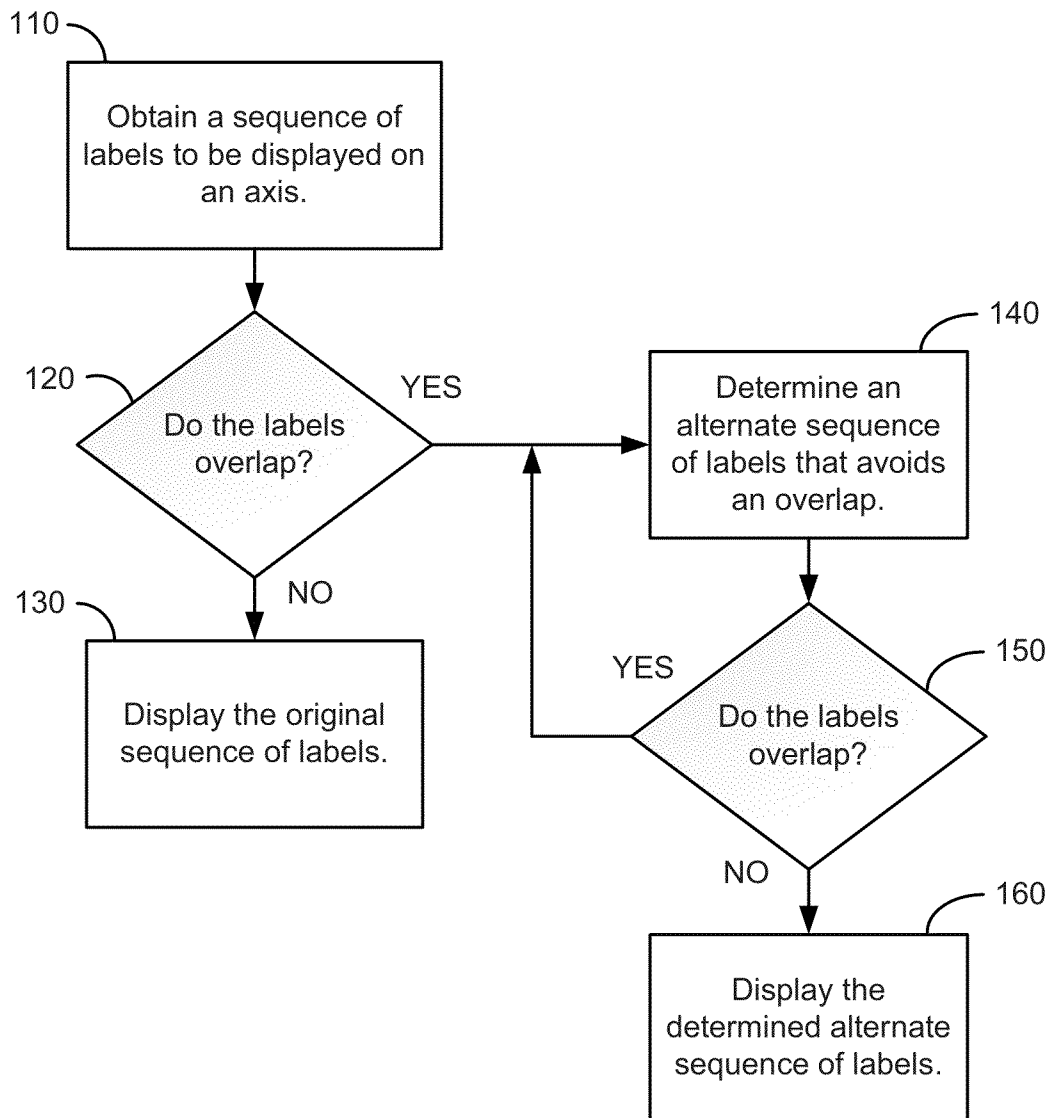 110
Obtain a sequence of
labels to be displayed on
an axis.
120
Do the labels
overlap?
YES
NO
130
Display the original
sequence of labels.
140
Determine an
alternate sequence
of labels that avoids
an overlap.
150
Do the labels
overlap?
YES
NO
160
Display the
determined alternate
sequence of labels.